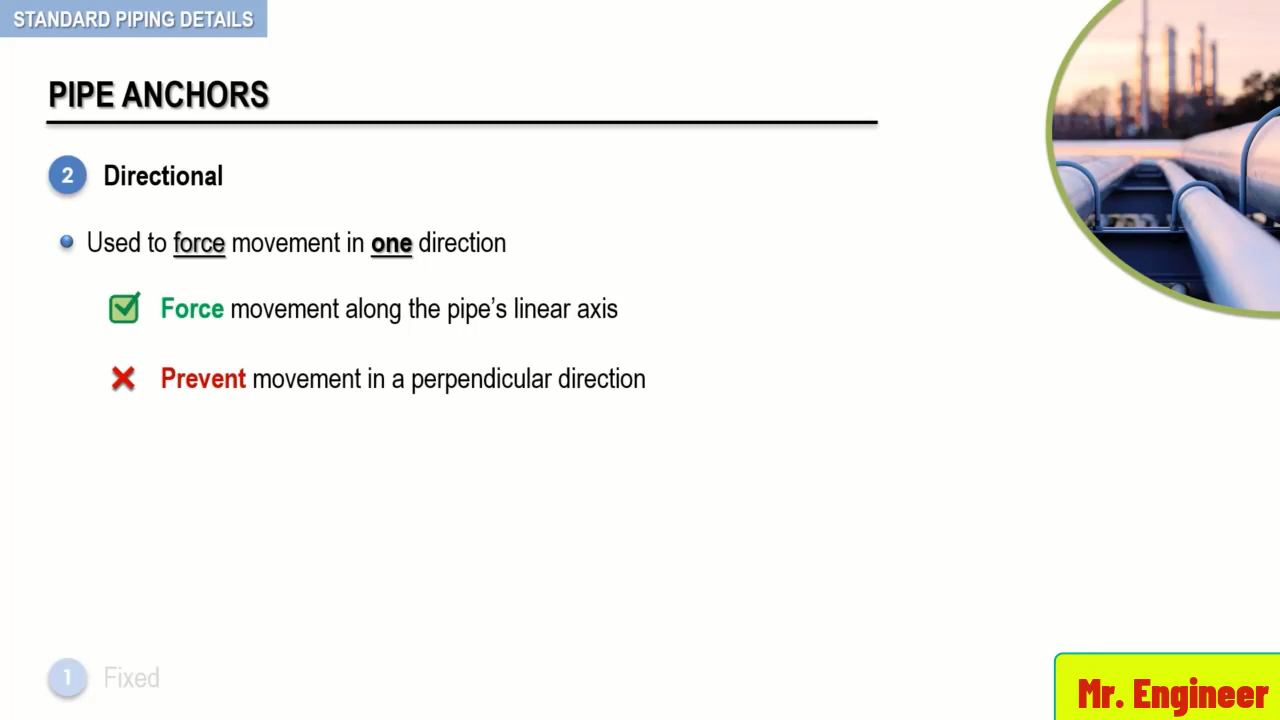 STANDARD PIPING DETAILS
PIPE ANCHORS
2 Directional
Used to force movement in one direction
Force movement along the pipe’s linear axis
Prevent movement in a perpendicular direction
1 Fixed
Mr. Engineer